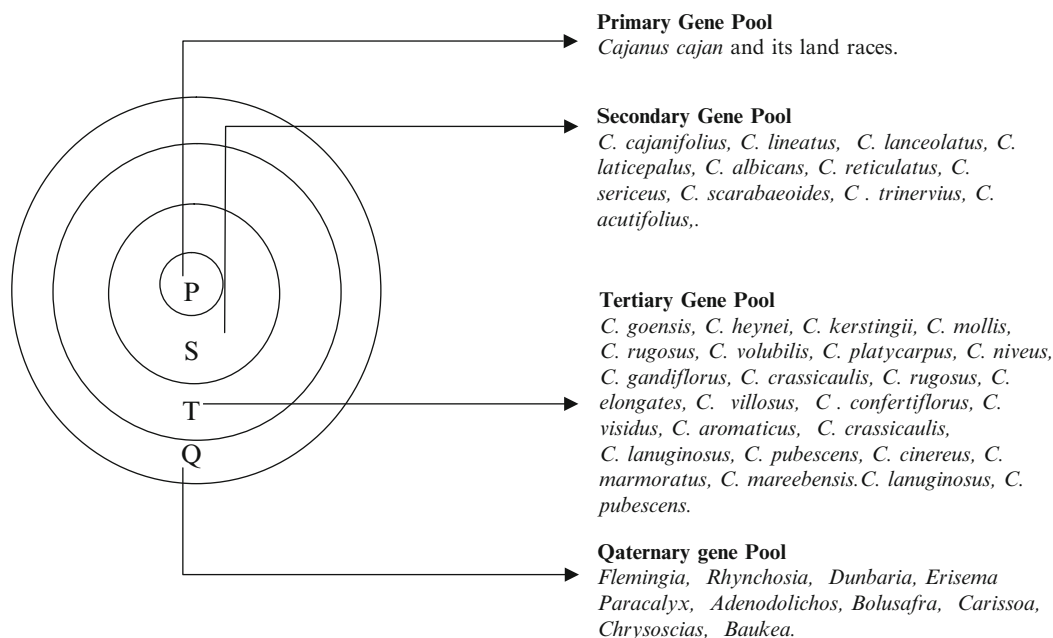 Primary Gene Pool
Cajanus cajan and its land races.
Secondary Gene Pool
C. cajanifolius, C. lineatus, C. lanceolatus, C.
laticepalus, C. albicans, C. reticulatus, C.
sericeus, C. scarabaeoides, C . trinervius, C.
acutifolius,.
P
S
T
Q
Tertiary Gene Pool
C. goensis, C. heynei, C. kerstingii, C. mollis,
C. rugosus, C. volubilis, C. platycarpus, C. niveus,
C. gandiflorus, C. crassicaulis, C. rugosus, C.
elongates, C. villosus, C . confertiflorus, C.
visidus, C. aromaticus, C. crassicaulis,
C. lanuginosus, C. pubescens, C. cinereus, C.
marmoratus, C. mareebensis.C. lanuginosus, C.
pubescens.
Qaternary gene Pool
Flemingia, Rhynchosia, Dunbaria, Erisema
Paracalyx, Adenodolichos, Bolusafra, Carissoa,
Chrysoscias, Baukea.